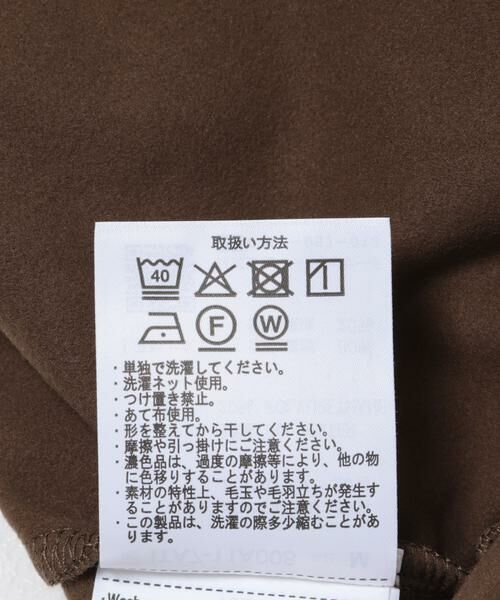 取扱い方法
40
F W
・単独で洗濯してください。
・洗濯ネット使用。
・つけ置き禁止。
・あて布使用。
・形を整えてから干してください。
・摩擦や引っ掛けにご注意ください。
・濃色品は、過度の摩擦等により、他の物
に色移りすることがあります。
・素材の特性上、毛玉や毛羽立ちが発生す
ることがありますのでご注意ください。
・この製品は、洗濯の際多少縮むことがあ
ります。